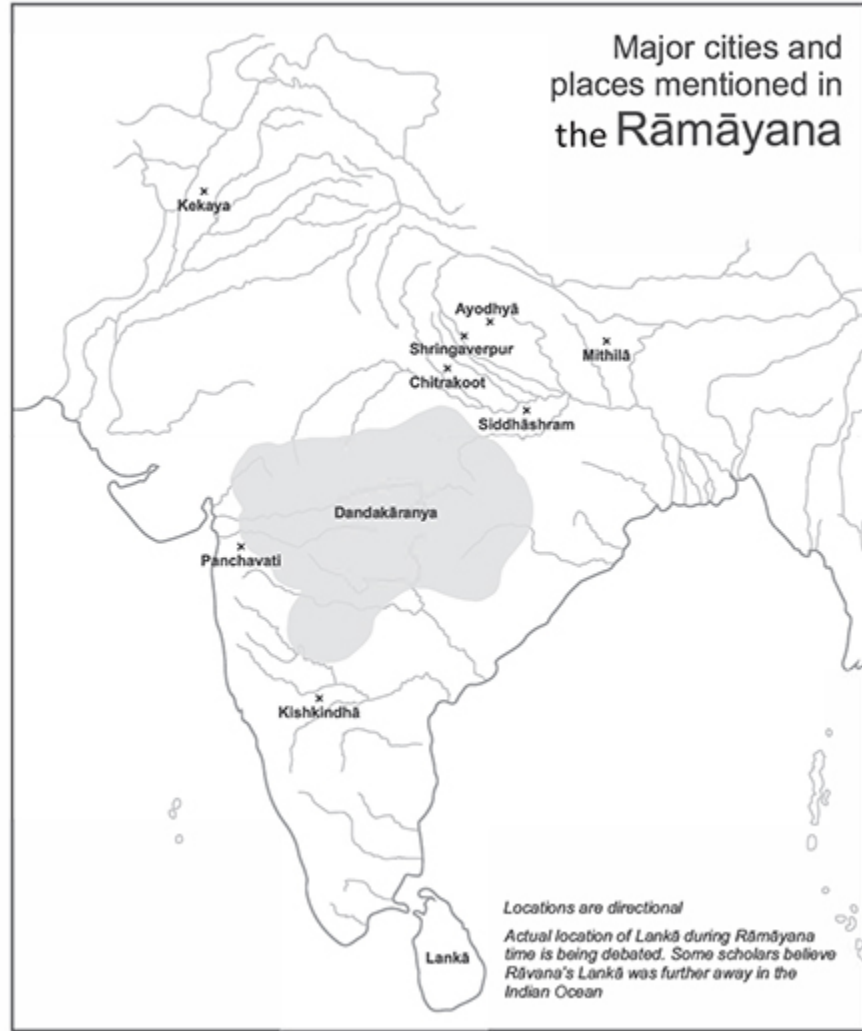 Major cities and
places mentioned in
the Rāmāyana
Kekaya
Ayodhyā
Shringaverpur
Mithilā
Chitrakoot
Siddhāshram
Dandakāranya
Panchavati
Kishkindhā
Lankā
Locations are directional
Actual location of Lankā during Rāmāyana
time is being debated. Some scholars believe
Rāvana's Lankā was further away in the
Indian Ocean